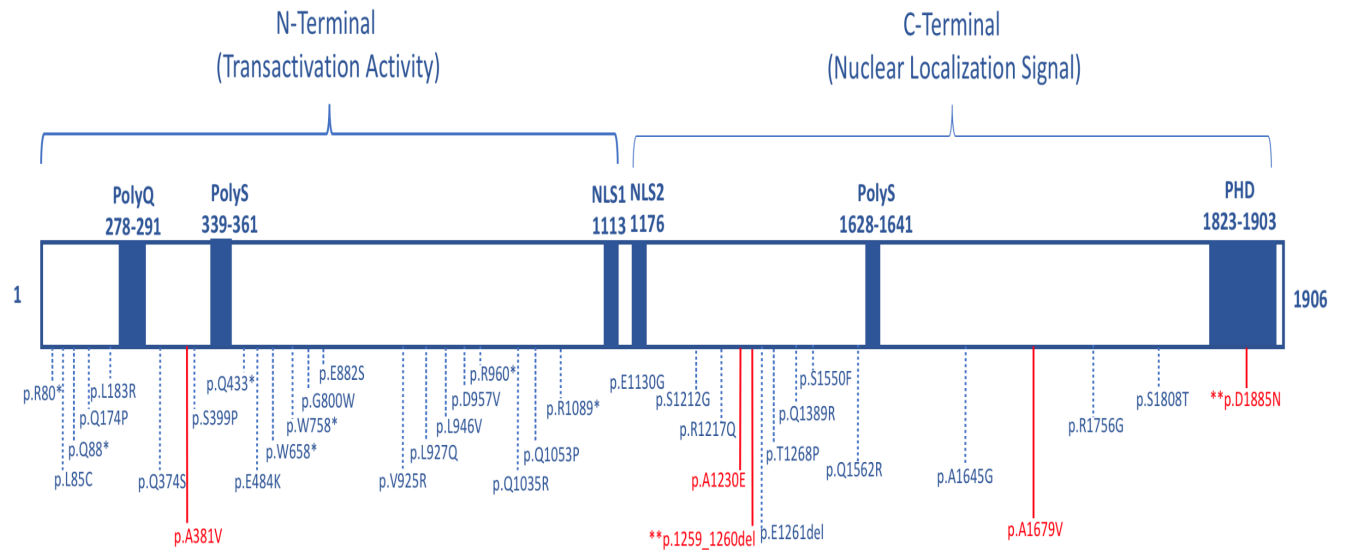 N-Terminal
(Transactivation Activity)
C-Terminal
(Nuclear Localization Signal)
PolyQ
278-291
PolyS
339-361
NLS1
1113
NLS2
1176
PolyS
1628-1641
PHD
1823-1903
1
1906
p.R80*
p.L85C
p.Q88*
p.Q174P
p.L183R
p.Q374S
p.A381V
p.S399P
p.Q433*
p.E484K
p.W658*
p.W758*
p.G800W
p.E882S
p.V925R
p.L927Q
p.L946V
p.D957V
p.R960*
p.Q1035R
p.Q1053P
p.R1089*
p.E1130G
p.S1212G
p.R1217Q
p.A1230E
**p.1259_1260del
p.E1261del
p.T1268P
p.Q1389R
p.S1550F
p.Q1562R
p.A1645G
p.A1679V
p.R1756G
p.S1808T
**p.D1885N